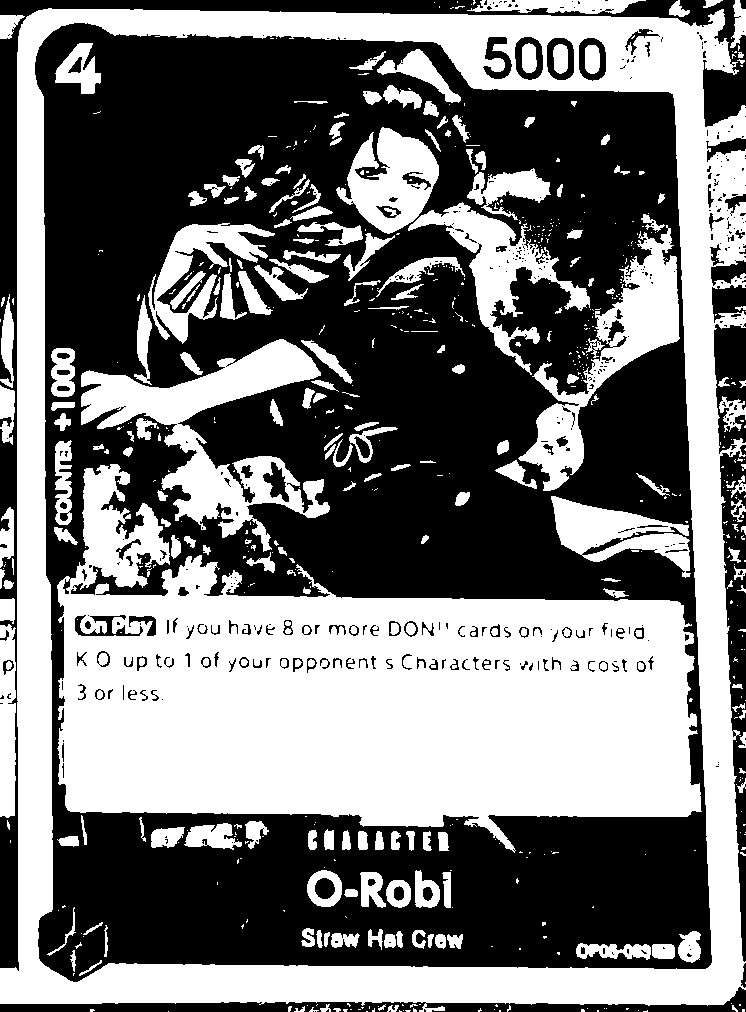 4
5000
COUNTER +1000
On Play If you have 8 or more DON!! cards on your field,
K.O. up to 1 of your opponent's Characters with a cost of
3 or less.
CHARACTER
O-Robi
Straw Hat Crew